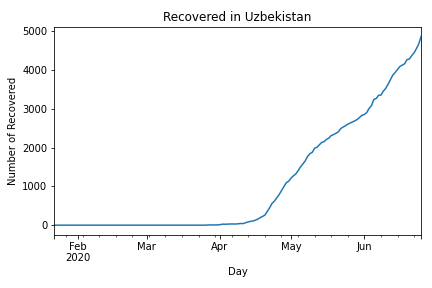 Recovered in Uzbekistan
Number of Recovered
5000
4000
3000
2000
1000
0
Feb
2020
Mar
Apr
May
Jun
Day